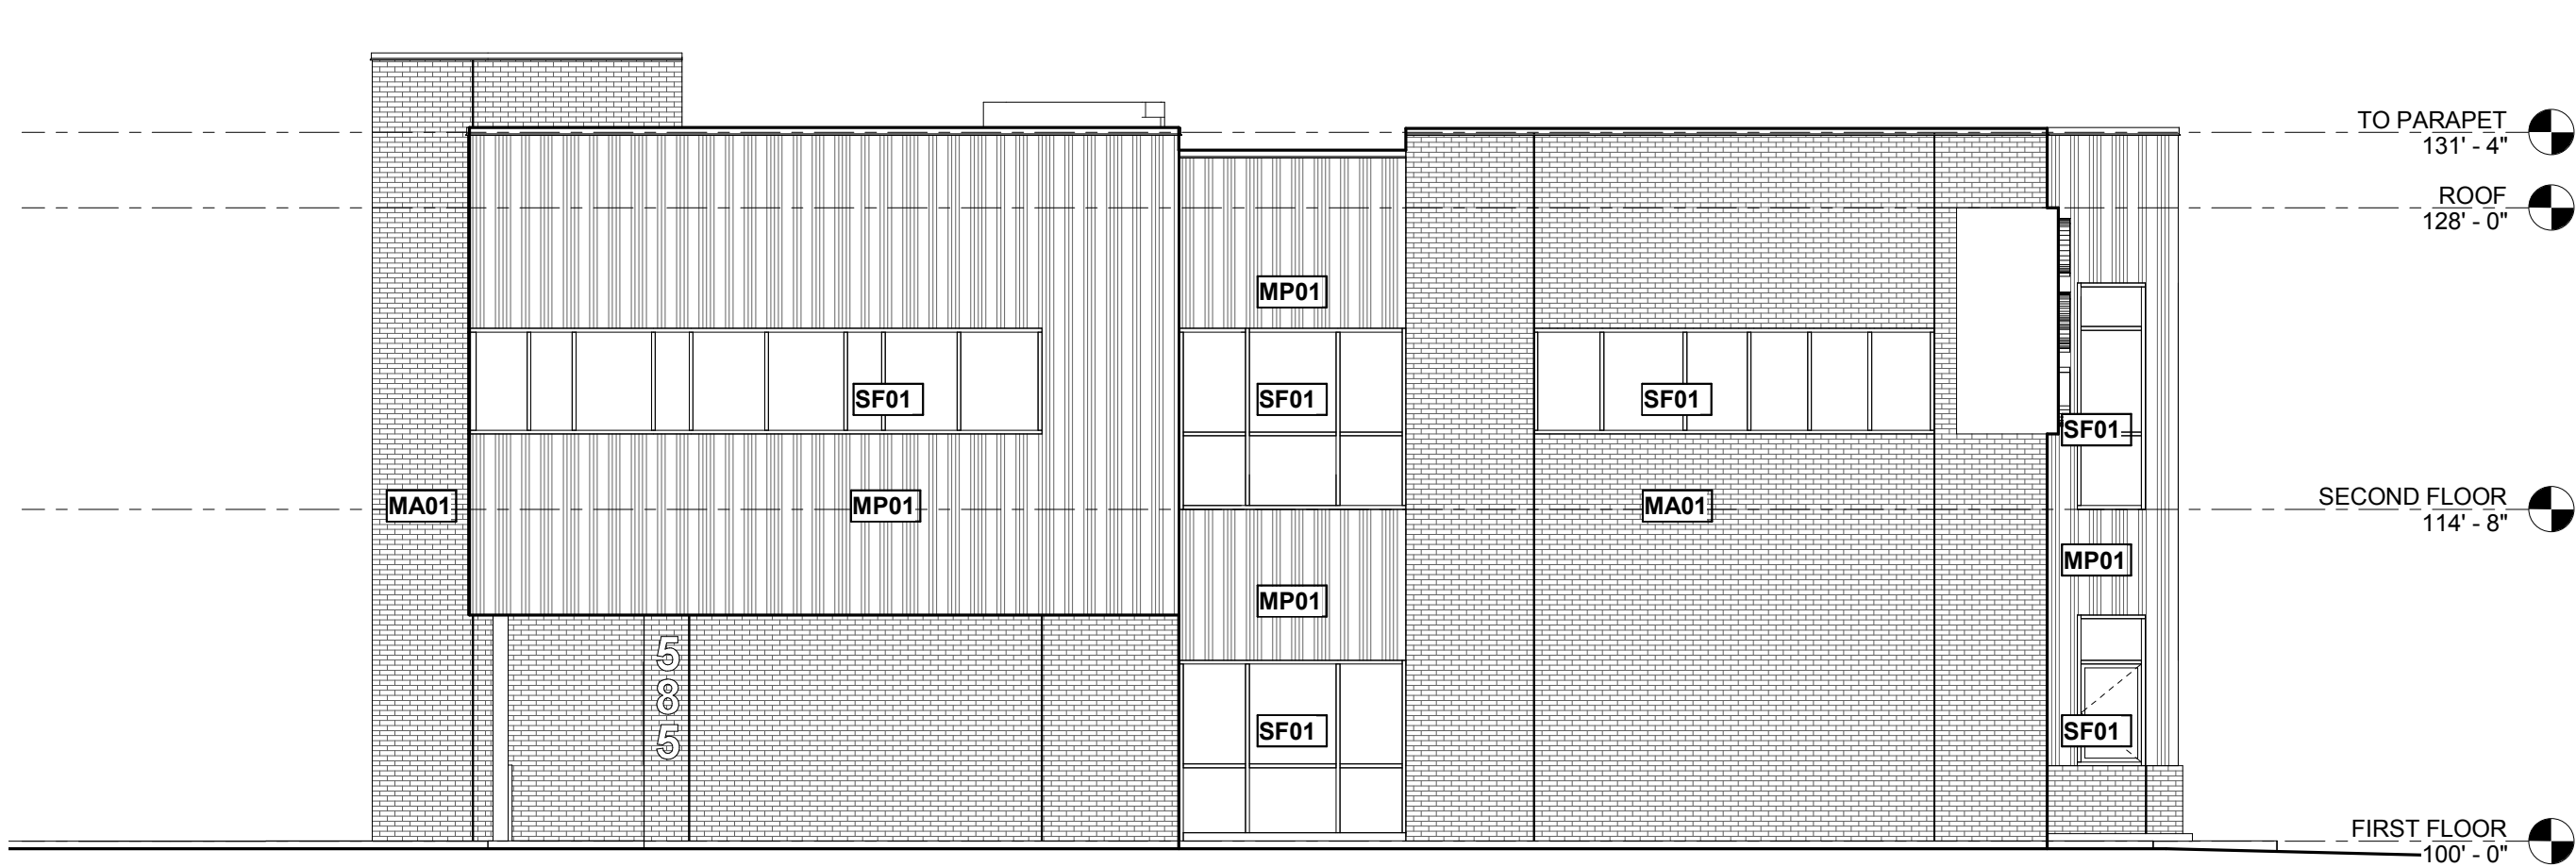 TO PARAPET
131' - 4"
ROOF
128' - 0"
MP01
SF01
SF01
SF01
SF01
MA01
MP01
MA01
SECOND FLOOR
114' - 8"
MP01
MP01
5
8
5
SF01
SF01
FIRST FLOOR
100' - 0"